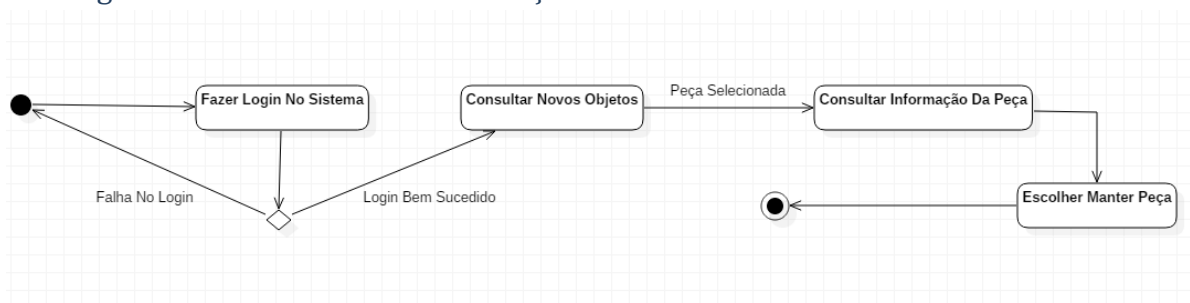 Fazer Login No Sistema
Consultar Novos Objetos
Peça Selecionada
Consultar Informação Da Peça
Falha No Login
Login Bem Sucedido
Escolher Manter Peça